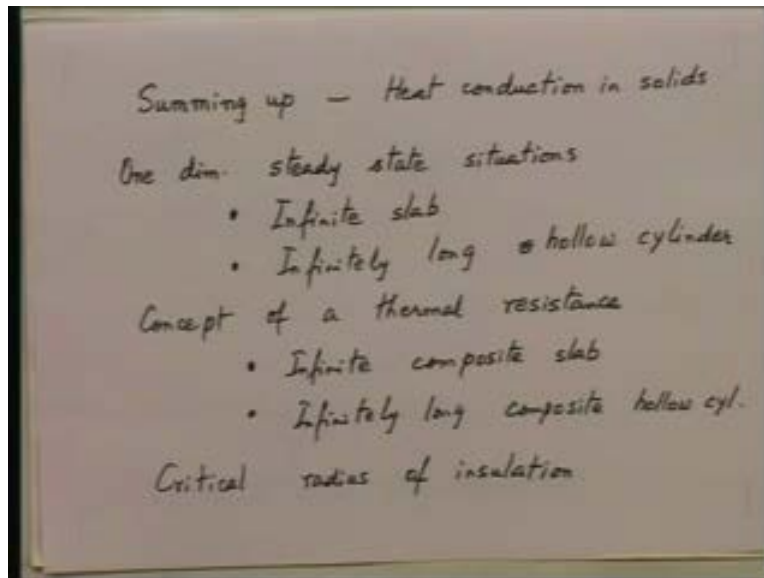 Summing up — Heat conduction in solids
One dim. steady state situations
• Infinite slab
• Infinitely long hollow cylinder
Concept of a thermal resistance
• Infinite composite slab
• Infinitely long composite hollow cyl.
Critical radius of insulation